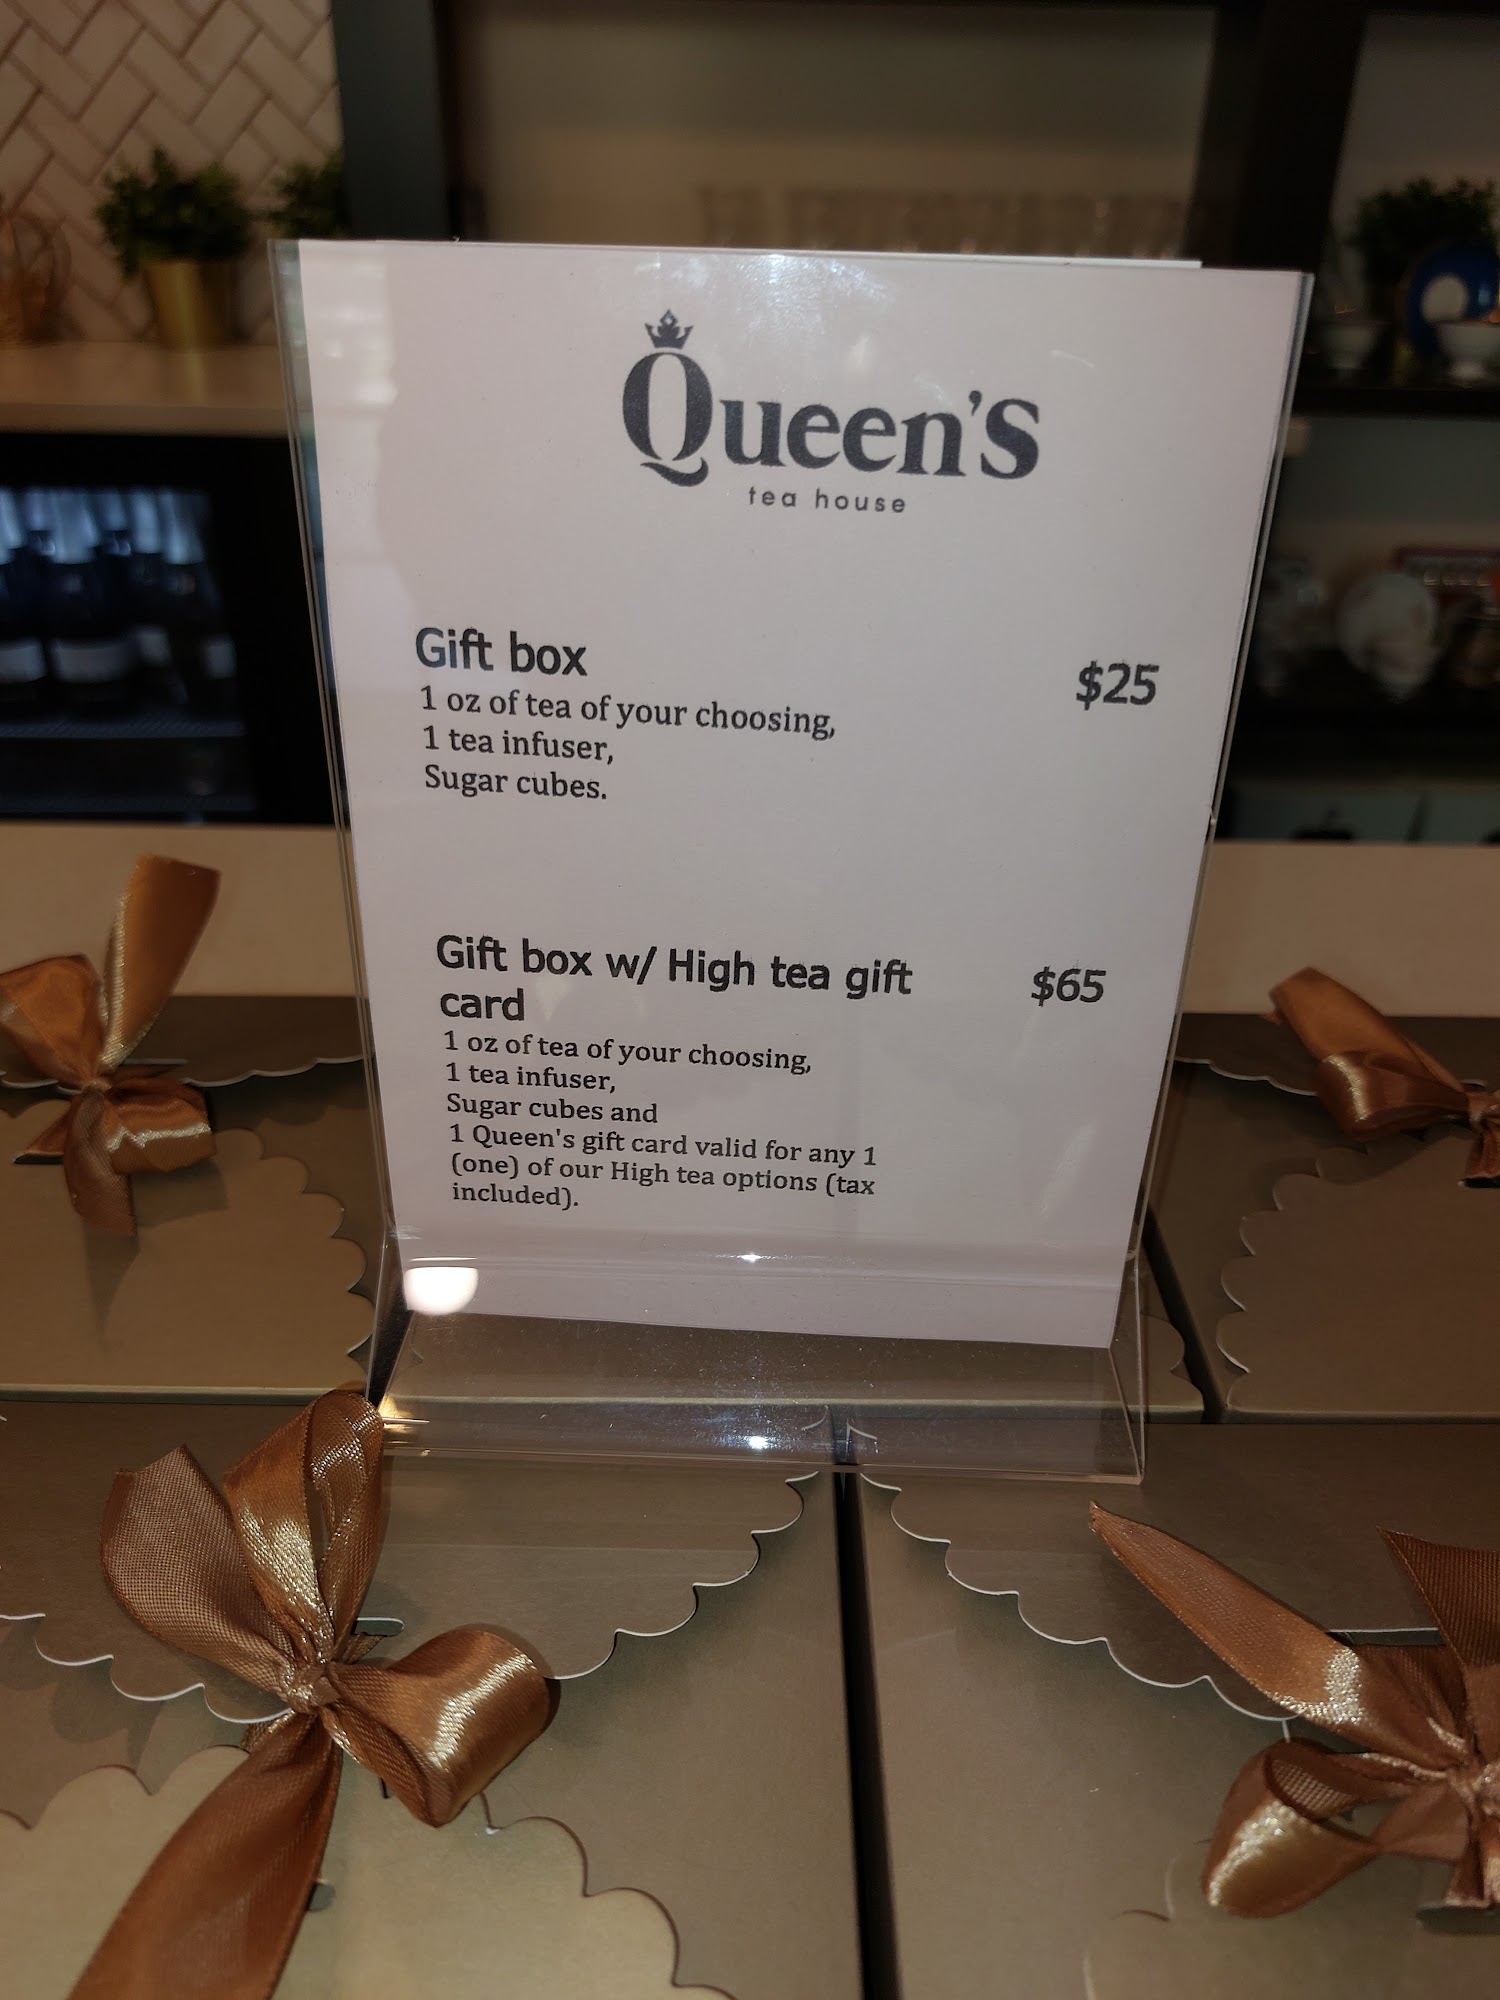 Queen's
tea house
Gift box
$25
1 oz of tea of your choosing,
1 tea infuser,
Sugar cubes.
Gift box w/ High tea gift
card
$65
1 oz of tea of your choosing,
1 tea infuser,
Sugar cubes and
1 Queen's gift card valid for any 1
(one) of our High tea options (tax
included).